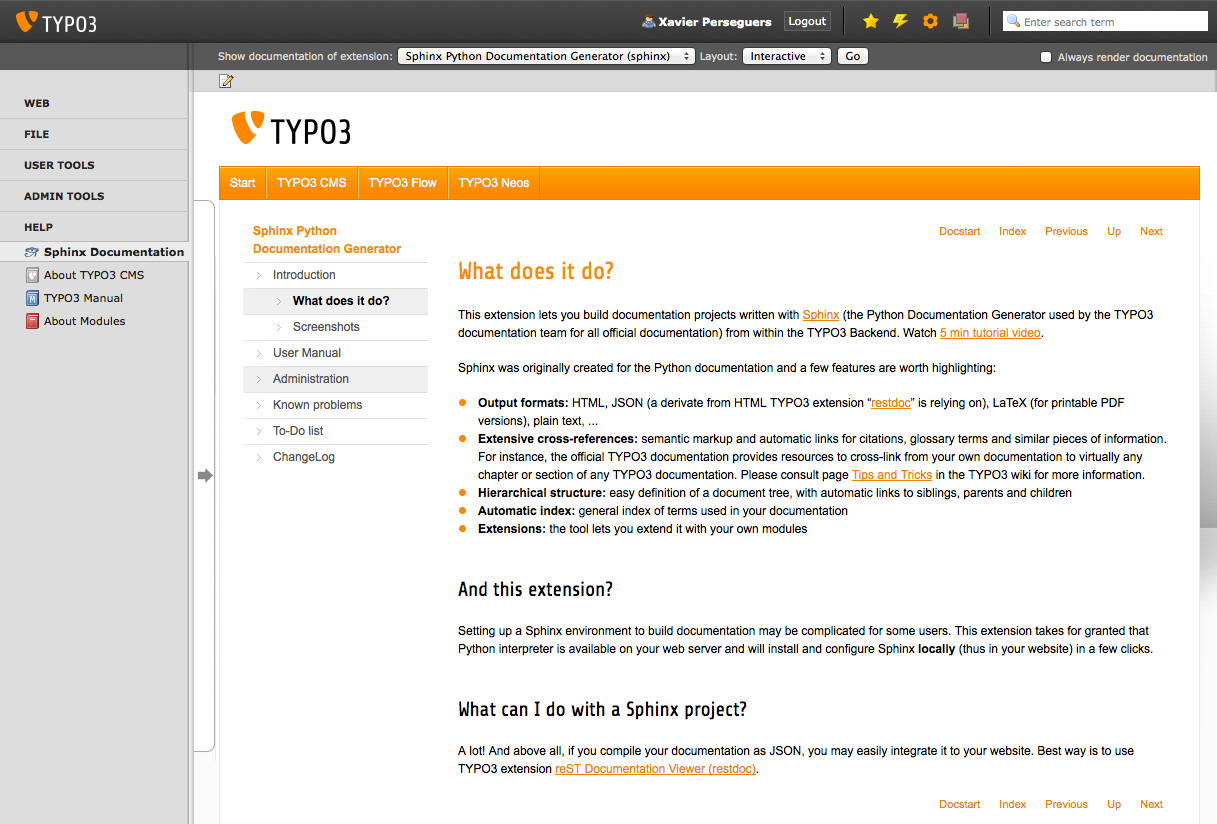 TYPO3
Xavier Perseguers
Logout
Enter search term
Show documentation of extension: Sphinx Python Documentation Generator (sphinx) Layout: Interactive Go
Always render documentation
WEB
FILE
USER TOOLS
ADMIN TOOLS
HELP
Sphinx Documentation
About TYPO3 CMS
TYPO3 Manual
About Modules
TYPO3
Start TYPO3 CMS TYPO3 Flow TYPO3 Neos
Sphinx Python
Documentation Generator
Introduction
What does it do?
Screenshots
User Manual
Administration
Known problems
To-Do list
ChangeLog
Docstart Index Previous Up Next
What does it do?
This extension lets you build documentation projects written with Sphinx (the Python Documentation Generator used by the TYPO3
documentation team for all official documentation) from within the TYPO3 Backend. Watch 5 min tutorial video.
Sphinx was originally created for the Python documentation and a few features are worth highlighting:
Output formats: HTML, JSON (a derivate from HTML TYPO3 extension “restdoc” is relying on), LaTeX (for printable PDF
versions), plain text, ...
Extensive cross-references: semantic markup and automatic links for citations, glossary terms and similar pieces of information.
For instance, the official TYPO3 documentation provides resources to cross-link from your own documentation to virtually any
chapter or section of any TYPO3 documentation. Please consult page Tips and Tricks in the TYPO3 wiki for more information.
Hierarchical structure: easy definition of a document tree, with automatic links to siblings, parents and children
Automatic index: general index of terms used in your documentation
Extensions: the tool lets you extend it with your own modules
And this extension?
Setting up a Sphinx environment to build documentation may be complicated for some users. This extension takes for granted that
Python interpreter is available on your web server and will install and configure Sphinx locally (thus in your website) in a few clicks.
What can I do with a Sphinx project?
A lot! And above all, if you compile your documentation as JSON, you may easily integrate it to your website. Best way is to use
TYPO3 extension reST Documentation Viewer (restdoc).
Docstart Index Previous Up Next